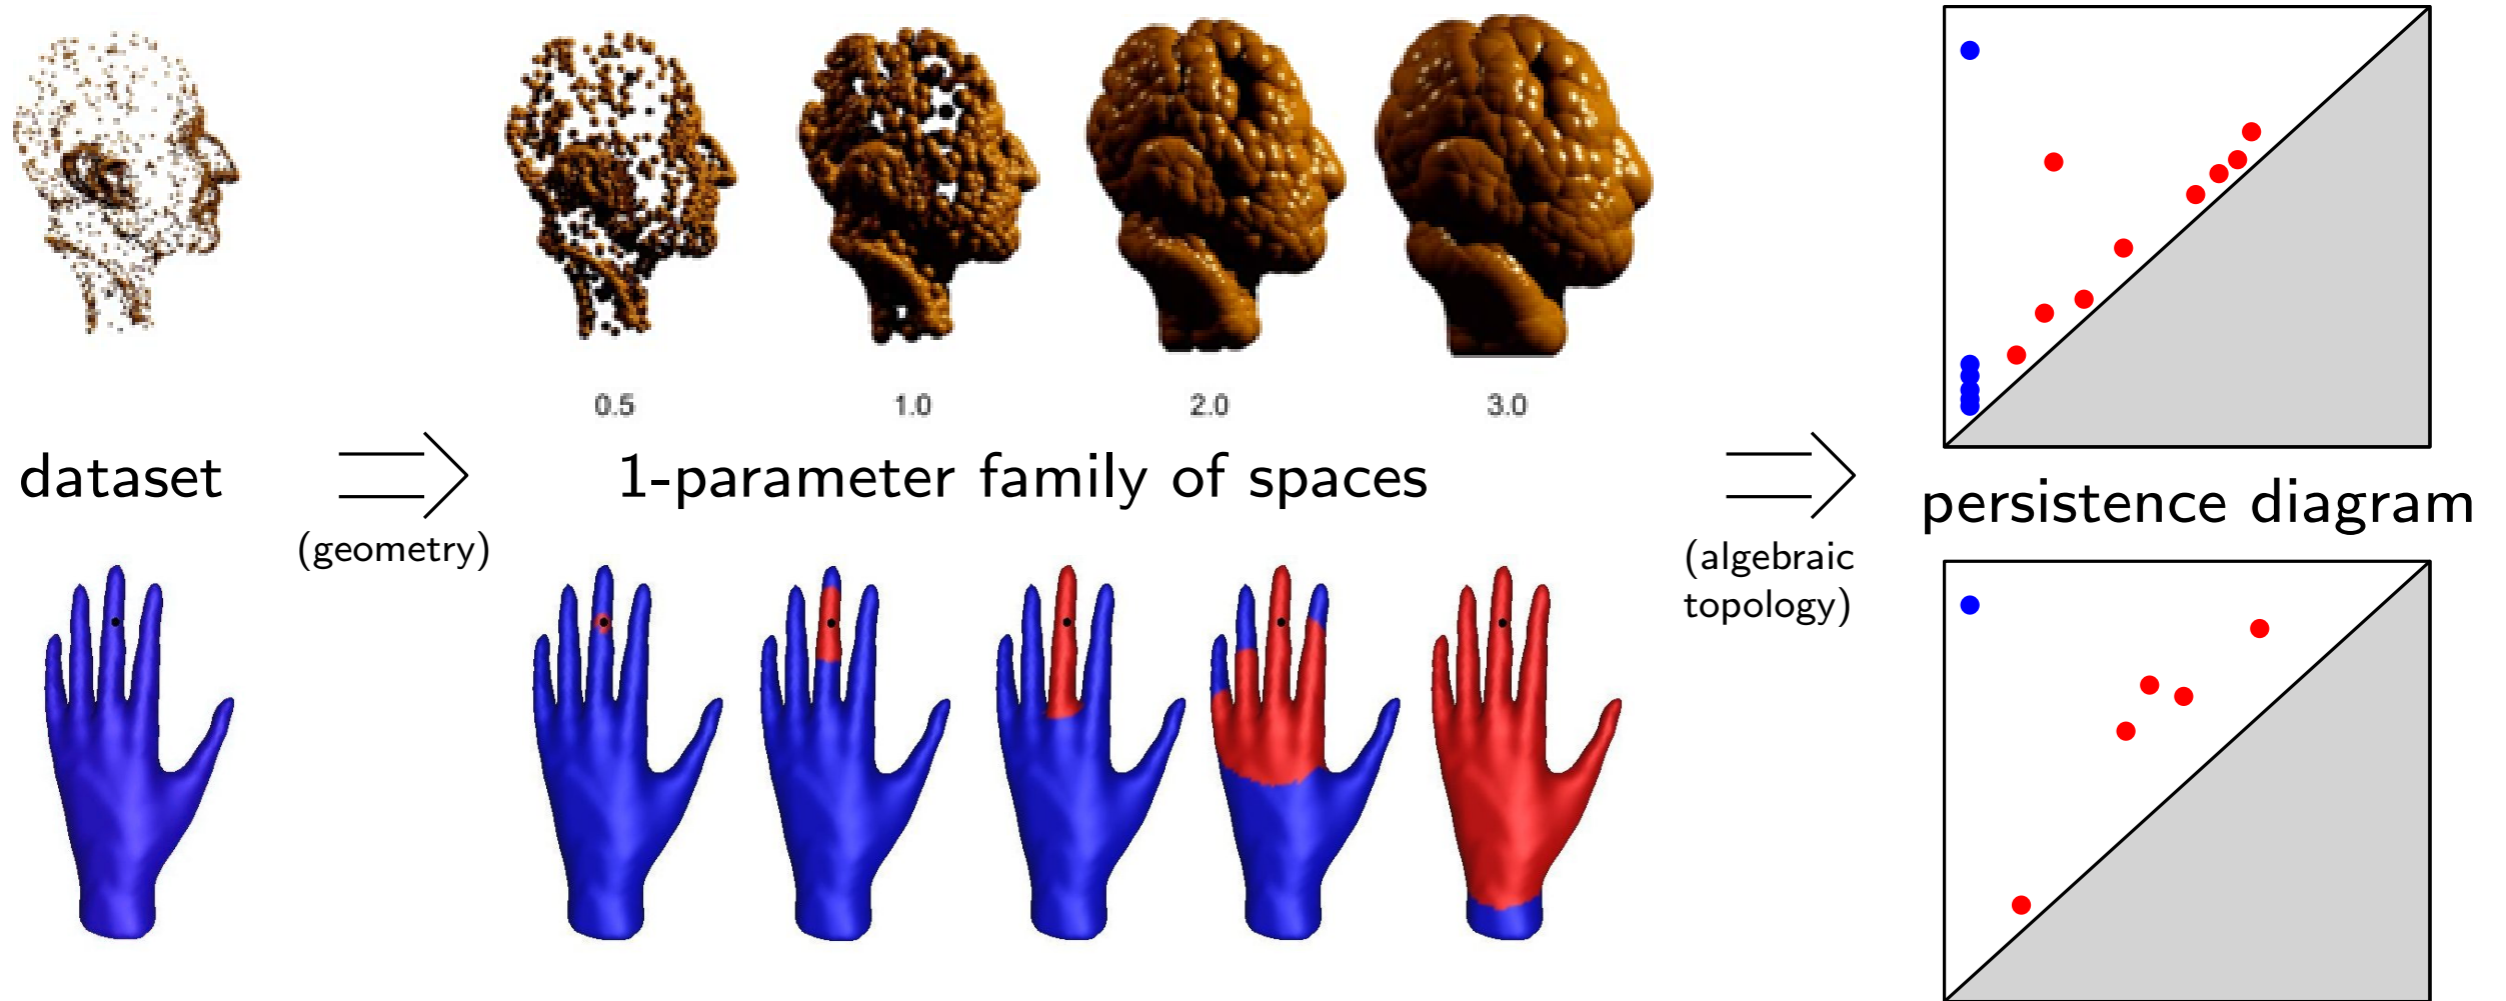 0.5 1.0 2.0 3.0
dataset
(geometry)
1-parameter family of spaces
(algebraic
topology)
persistence diagram